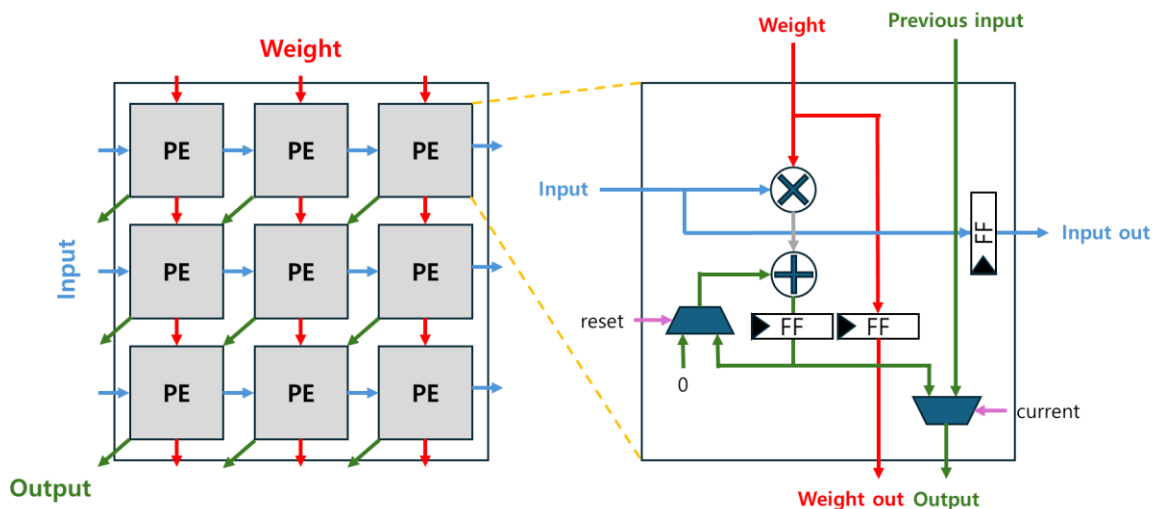 Weight
PE PE PE
PE PE PE
PE PE PE
Input
Output
Weight
Previous input
Input
FF
Input out
reset
FF
FF
0
current
Weight out
Output